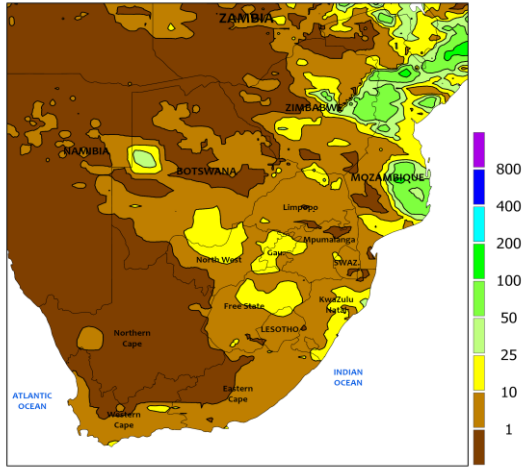 ZAMBIA
ZIMBABWE
NAMIBIA
BOTSWANA
MOZAMBIQUE
Limpopo
Mpumalanga
North West
Gau.
SWAZ.
Free State
KwaZulu
Natal
LESOTHO
Northern
Cape
Eastern
Cape
Western
Cape
ATLANTIC
OCEAN
INDIAN
OCEAN
800
400
200
100
50
25
10
1